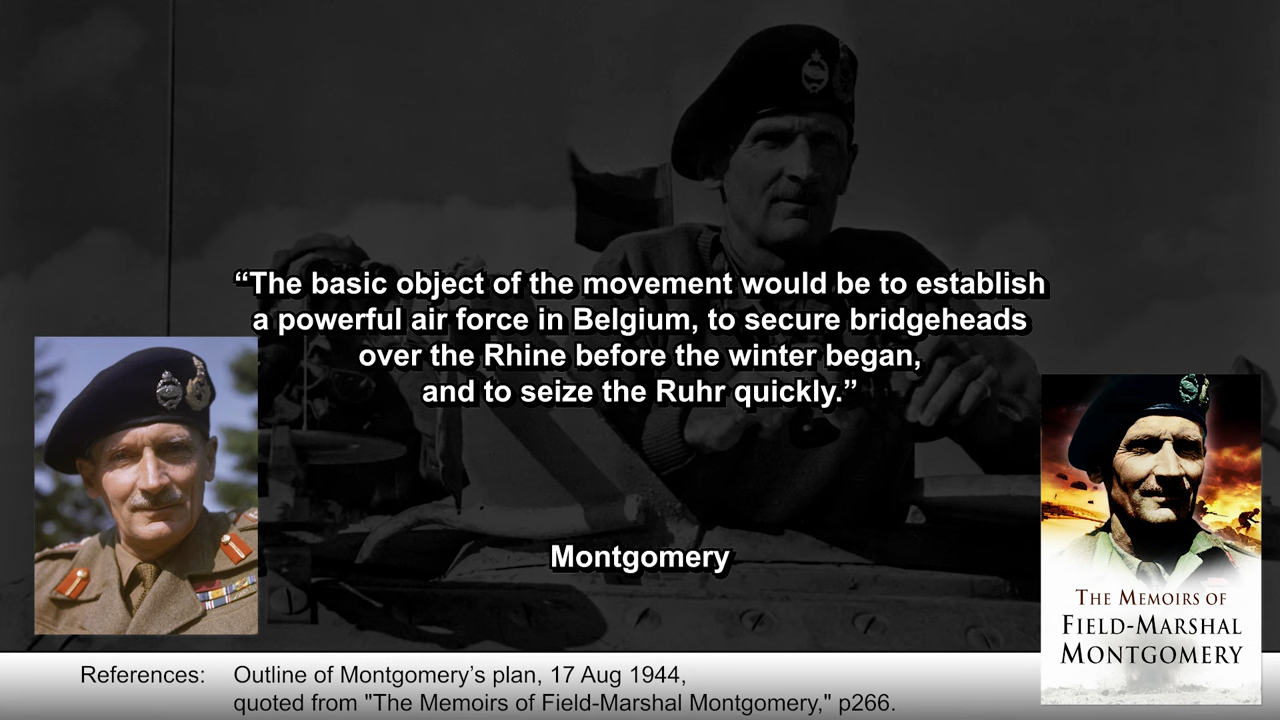 “The basic object of the movement would be to establish
a powerful air force in Belgium, to secure bridgeheads
over the Rhine before the winter began,
and to seize the Ruhr quickly.”
Montgomery
The Memoirs of
Field-Marshal
Montgomery
References: Outline of Montgomery’s plan, 17 Aug 1944,
quoted from "The Memoirs of Field-Marshal Montgomery," p266.